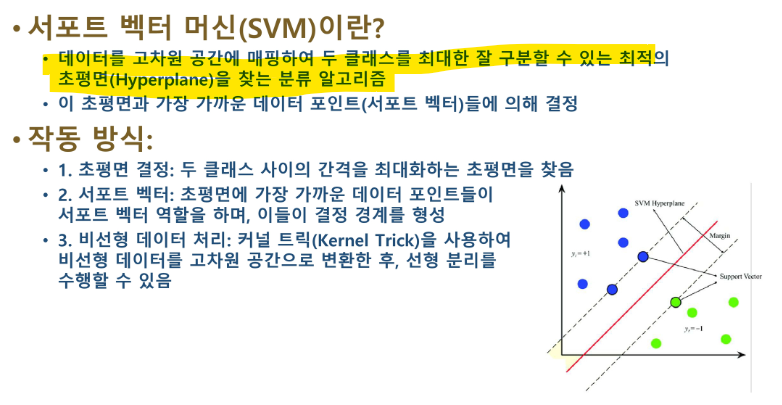 • 서포트 벡터 머신(SVM)이란?
• 데이터를 고차원 공간에 매핑하여 두 클래스를 최대한 잘 구분할 수 있는 최적의
초평면(Hyperplane)을 찾는 분류 알고리즘
• 이 초평면과 가장 가까운 데이터 포인트(서포트 벡터)들에 의해 결정
• 작동 방식:
• 1. 초평면 결정: 두 클래스 사이의 간격을 최대화하는 초평면을 찾음
• 2. 서포트 벡터: 초평면에 가장 가까운 데이터 포인트들이
서포트 벡터 역할을 하며, 이들이 결정 경계를 형성
• 3. 비선형 데이터 처리: 커널 트릭(Kernel Trick)을 사용하여
비선형 데이터를 고차원 공간으로 변환한 후, 선형 분리를
수행할 수 있음
SVM Hyperplane
Margin
yᵢ=+1
Support Vector
yᵢ=-1